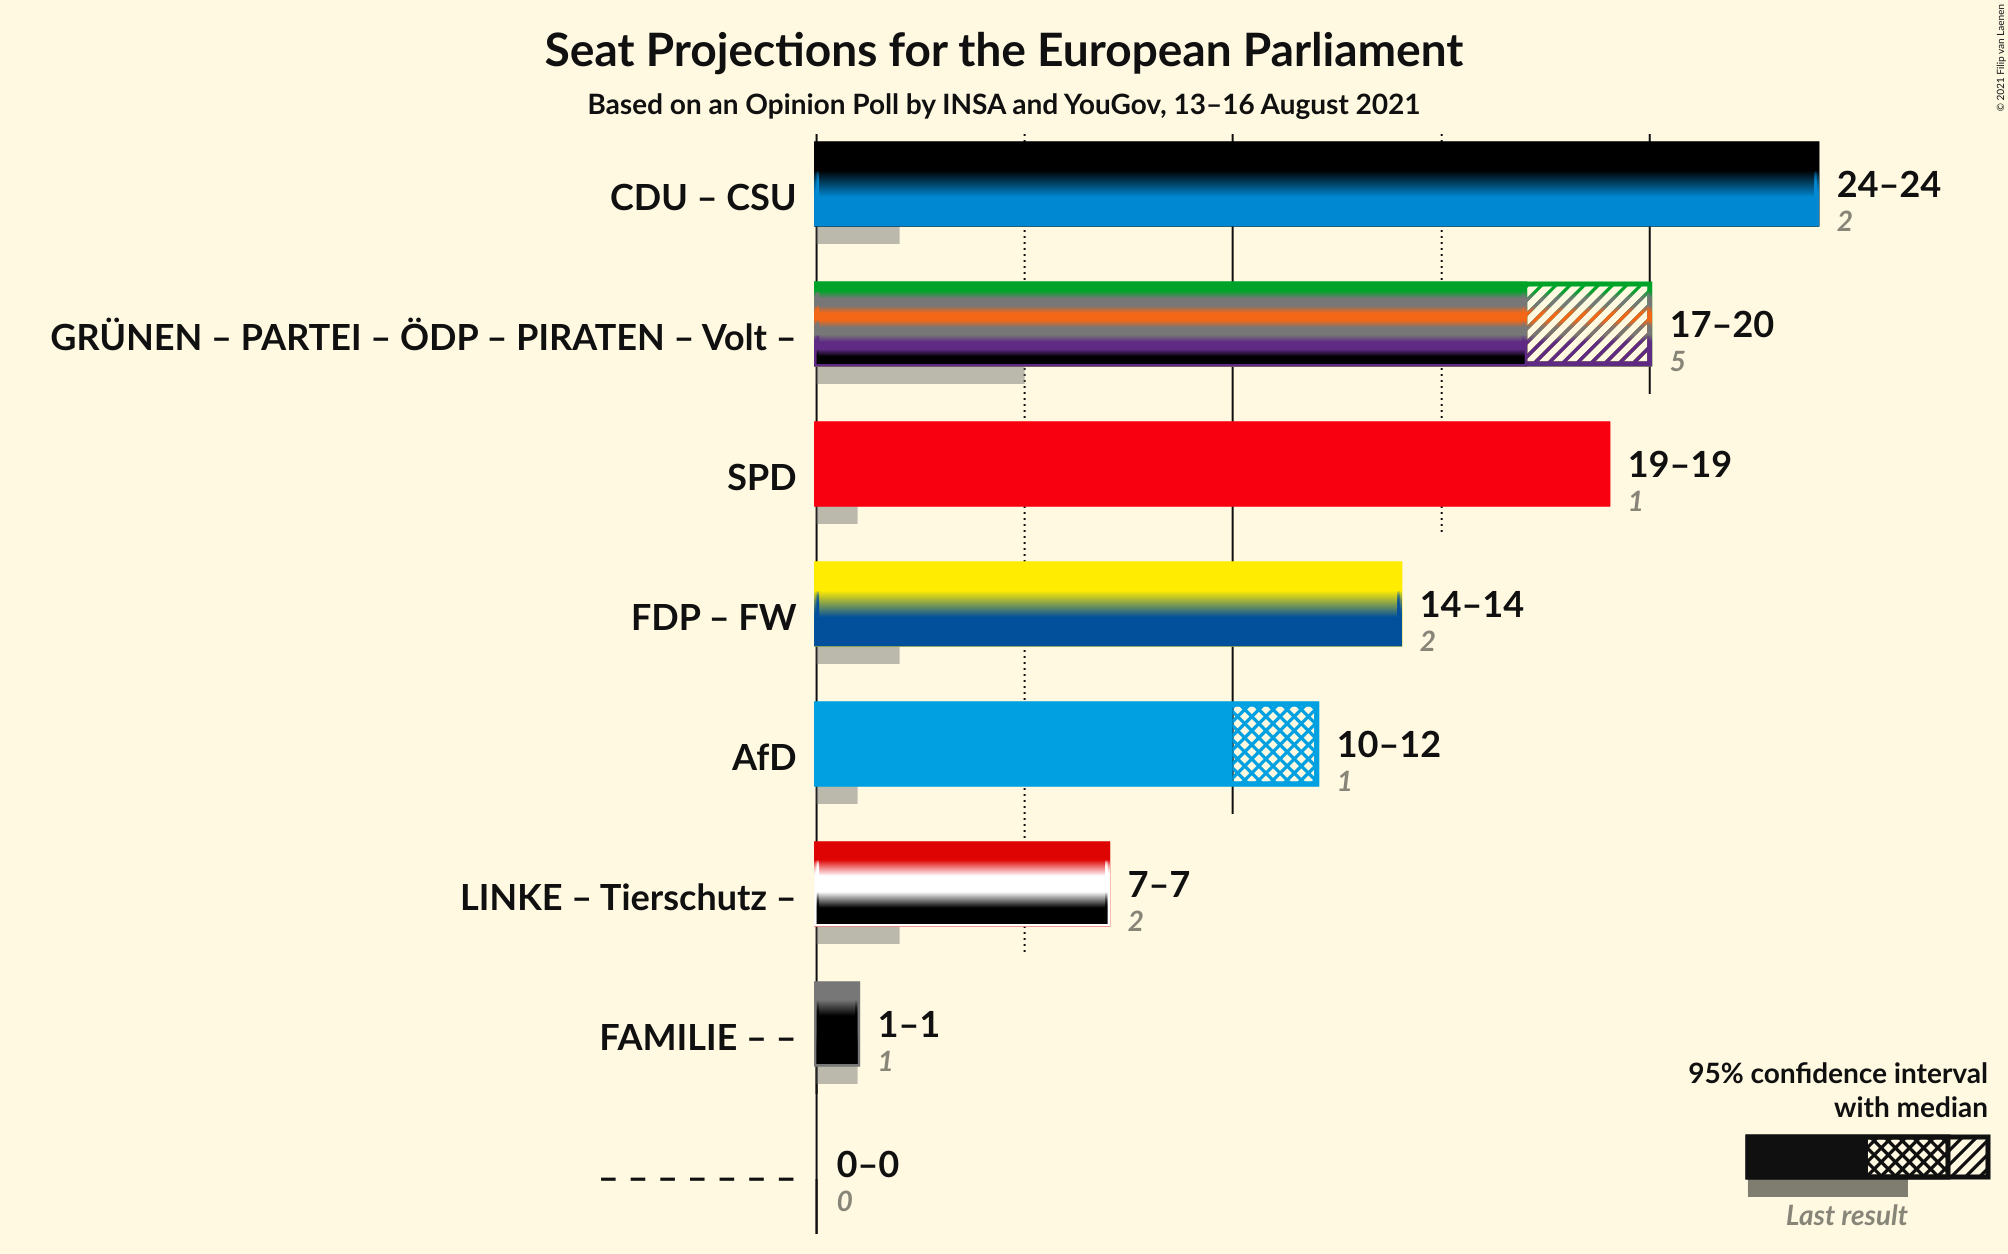 Seat Projections for the European Parliament
Based on an Opinion Poll by INSA and YouGov, 13–16 August 2021
© 2021 Filip van Laenen
CDU – CSU
24–24
2
GRÜNEN – PARTEI – ÖDP – PIRATEN – Volt –
17–20
5
SPD
19–19
1
FDP – FW
14–14
2
AfD
10–12
1
LINKE – Tierschutz –
7–7
2
FAMILIE – –
1–1
1
– – – – – – –
0–0
0
95% confidence interval
with median
Last result